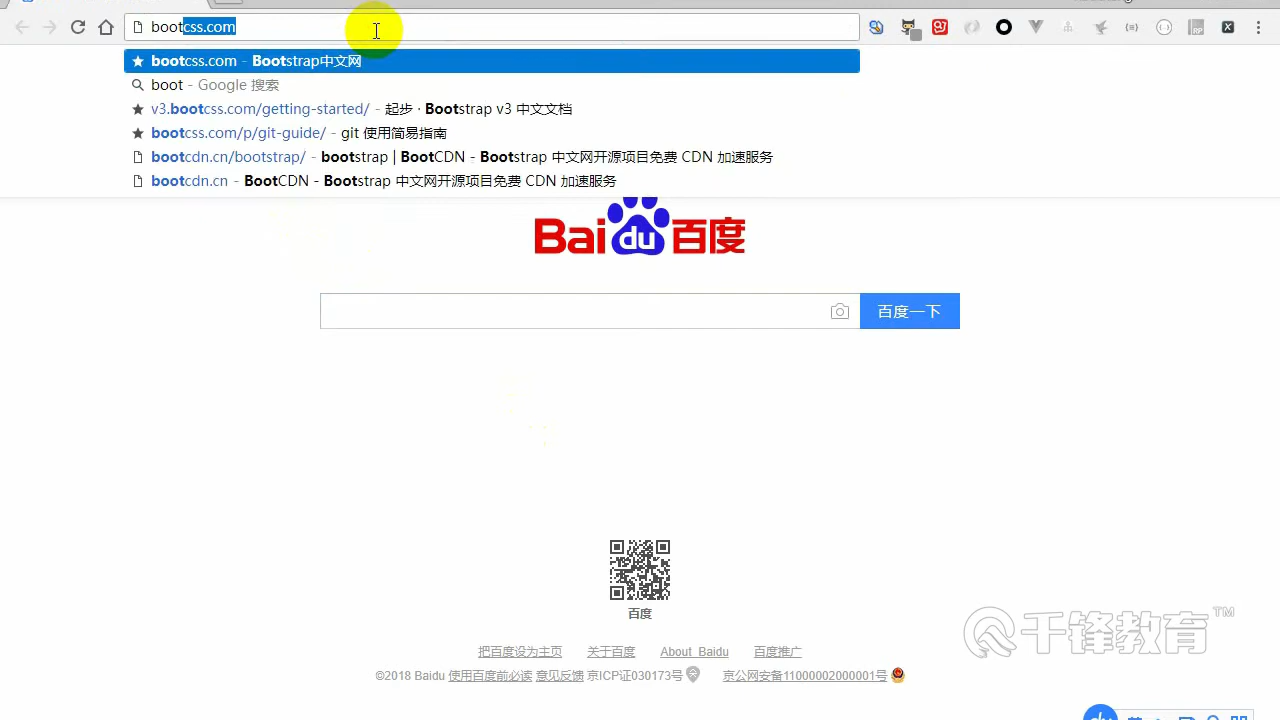 bootcss.com
bootcss.com - Bootstrap中文网
boot - Google 搜索
v3.bootcss.com/getting-started/ - 起步 · Bootstrap v3 中文文档
bootcss.com/p/git-guide/ - git 使用简易指南
bootcdn.cn/bootstrap/ - bootstrap | BootCDN - Bootstrap 中文网开源项目免费 CDN 加速服务
bootcdn.cn - BootCDN - Bootstrap 中文网开源项目免费 CDN 加速服务
Bai du 百度
百度一下
百度
千锋教育™
把百度设为主页 关于百度 About Baidu 百度推广
©2018 Baidu 使用百度前必读 意见反馈 京ICP证030173号 京公网安备11000002000001号